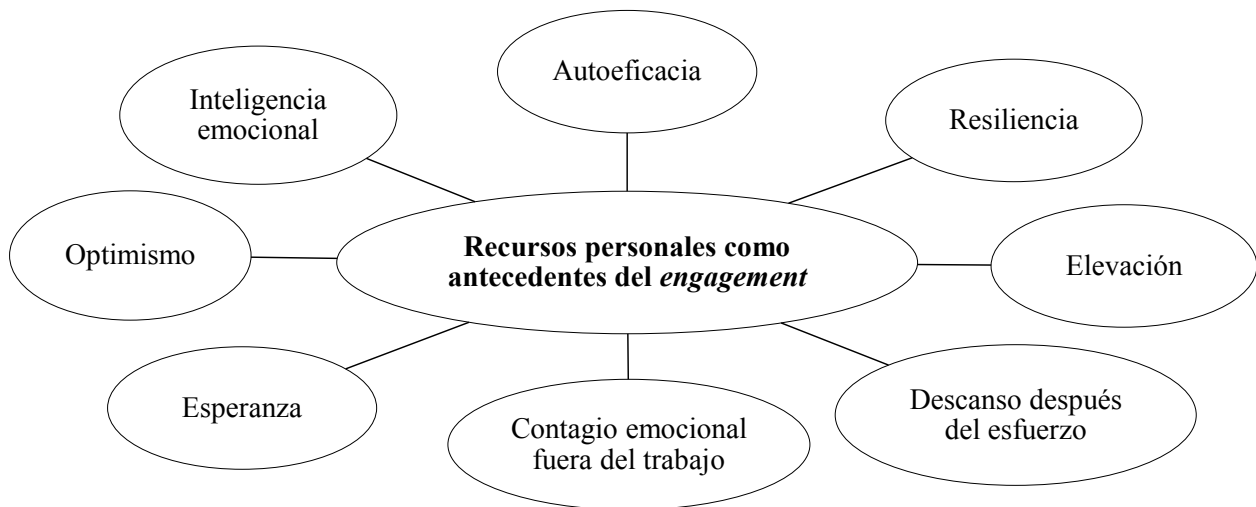 Autoeficacia
Inteligencia
emocional
Resiliencia
Optimismo
Recursos personales como
antecedentes del engagement
Elevación
Esperanza
Contagio emocional
fuera del trabajo
Descanso después
del esfuerzo